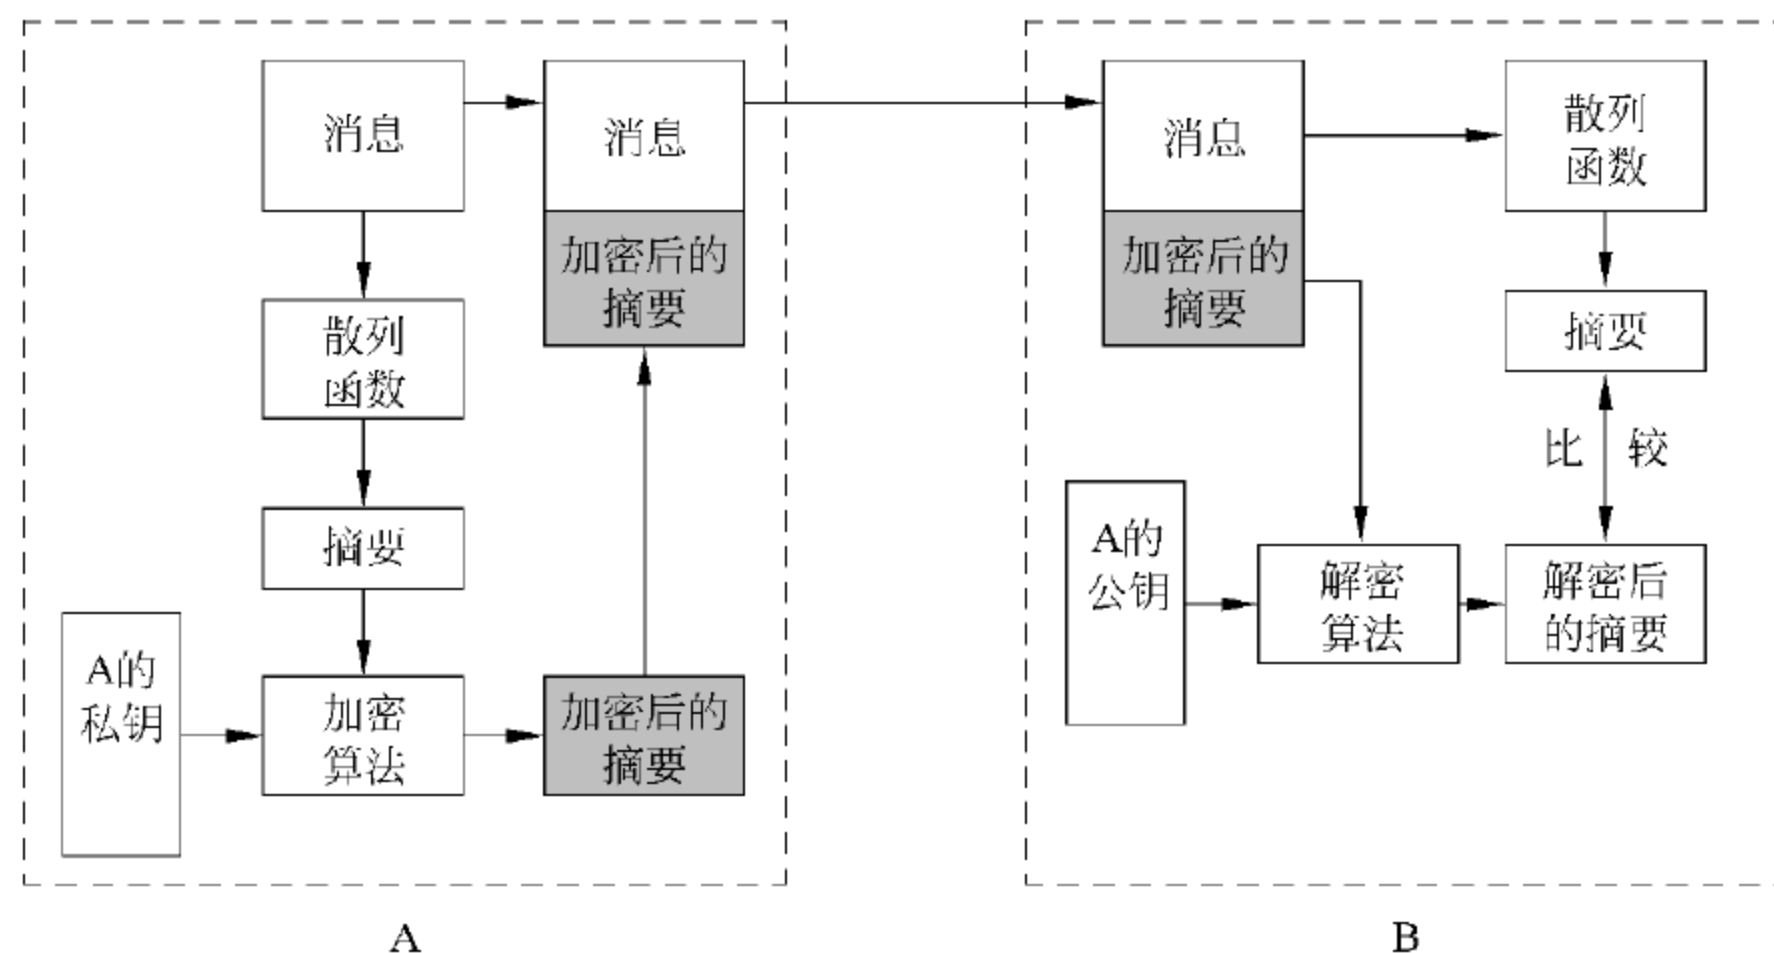 消息
消息
加密后的
摘要
散列
函数
摘要
A的
私钥
加密
算法
加密后的
摘要
A
消息
加密后的
摘要
散列
函数
摘要
比 较
A的
公钥
解密
算法
解密后
的摘要
B